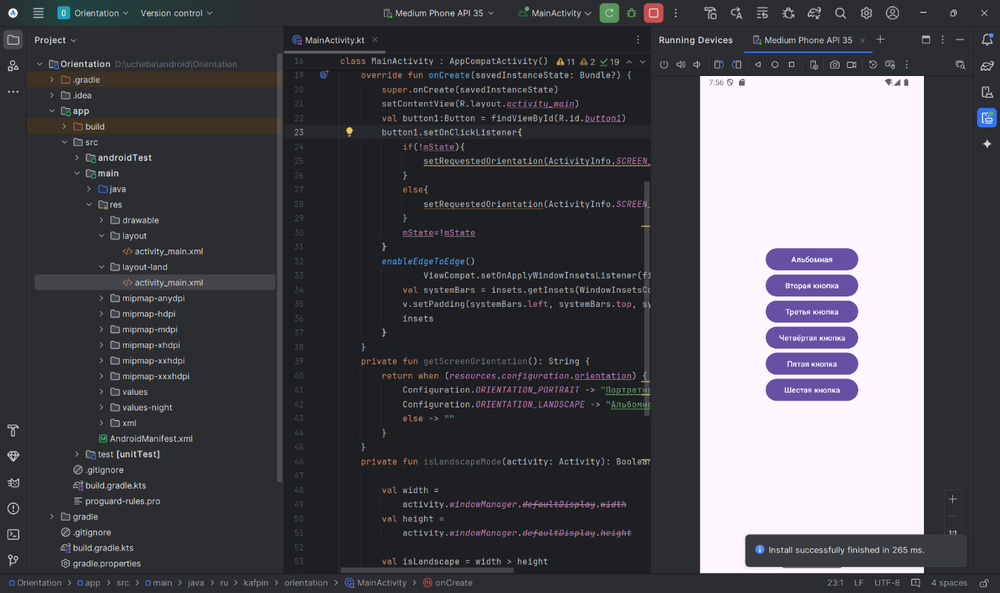 Orientation
Version control
Medium Phone API 35
MainActivity
Project
MainActivity.kt
Running Devices
Medium Phone API 35
Orientation D:\ucheba\android\Orientation
.gradle
.idea
app
build
src
androidTest
main
java
res
drawable
layout
activity_main.xml
layout-land
activity_main.xml
mipmap-anydpi
mipmap-hdpi
mipmap-mdpi
mipmap-xhdpi
mipmap-xxhdpi
mipmap-xxxhdpi
values
values-night
xml
AndroidManifest.xml
test [unitTest]
.gitignore
build.gradle.kts
proguard-rules.pro
gradle
.gitignore
build.gradle.kts
gradle.properties
16 class MainActivity : AppCompatActivity() 11 2 19
19 override fun onCreate(savedInstanceState: Bundle?) {
20 super.onCreate(savedInstanceState)
21 setContentView(R.layout.activity_main)
22 val button1:Button = findViewById(R.id.button1)
23 button1.setOnClickListener{
24 if(!mState){
25 setRequestedOrientation(ActivityInfo.SCREEN_
26 }
27 else{
28 setRequestedOrientation(ActivityInfo.SCREEN_
29 }
30 mState=!mState
31 }
32 enableEdgeToEdge()
33 ViewCompat.setOnApplyWindowInsetsListener(fi
34 val systemBars = insets.getInsets(WindowInsetsCo
35 v.setPadding(systemBars.left, systemBars.top, sy
36 insets
37 }
38 }
39 private fun getScreenOrientation(): String {
40 return when (resources.configuration.orientation) {
41 Configuration.ORIENTATION_PORTRAIT -> "Портретна
42 Configuration.ORIENTATION_LANDSCAPE -> "Альбомна
43 else -> ""
44 }
45 }
46 private fun isLandscapeMode(activity: Activity): Boolean
47
48 val width =
49 activity.windowManager.defaultDisplay.width
50 val height =
51 activity.windowManager.defaultDisplay.height
52
53 val isLandscape = width > height
7:56
Альбомная
Вторая кнопка
Третья кнопка
Четвёртая кнопка
Пятая кнопка
Шестая кнопка
1:1
Install successfully finished in 265 ms.
Orientation > app > src > main > java > ru > kafpin > orientation > MainActivity > onCreate
23:1 LF UTF-8 4 spaces